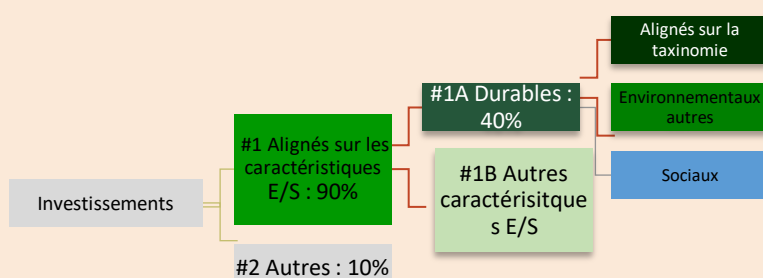 Alignés sur la
taxinomie
#1A Durables :
40%
Environnementaux
autres
#1 Alignés sur les
caractéristiques
E/S : 90%
#1B Autres
caractérisitque
s E/S
Sociaux
Investissements
#2 Autres : 10%